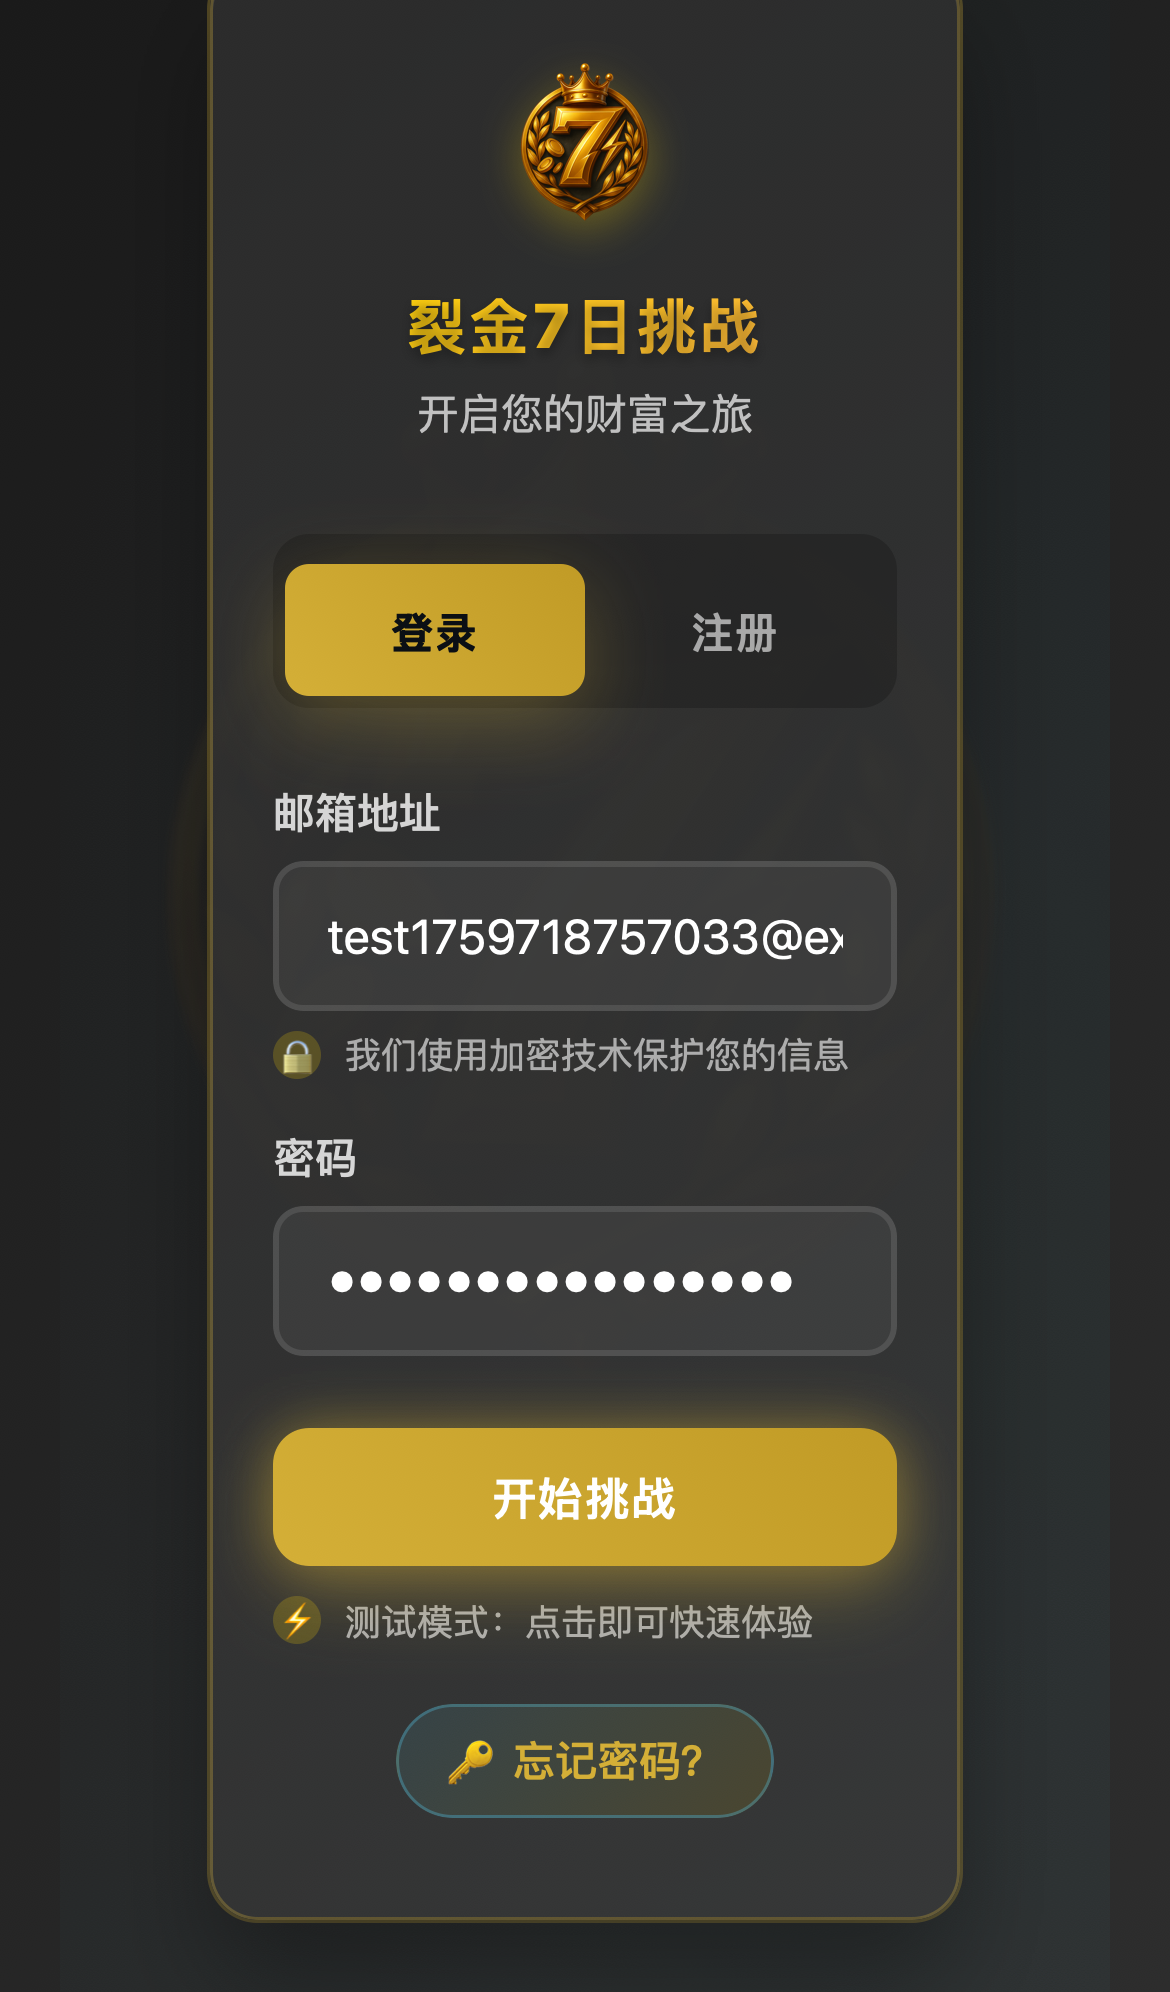 7
裂金7日挑战
开启您的财富之旅
登录
注册
邮箱地址
test1759718757033@ex
我们使用加密技术保护您的信息
密码
开始挑战
测试模式：点击即可快速体验
忘记密码?